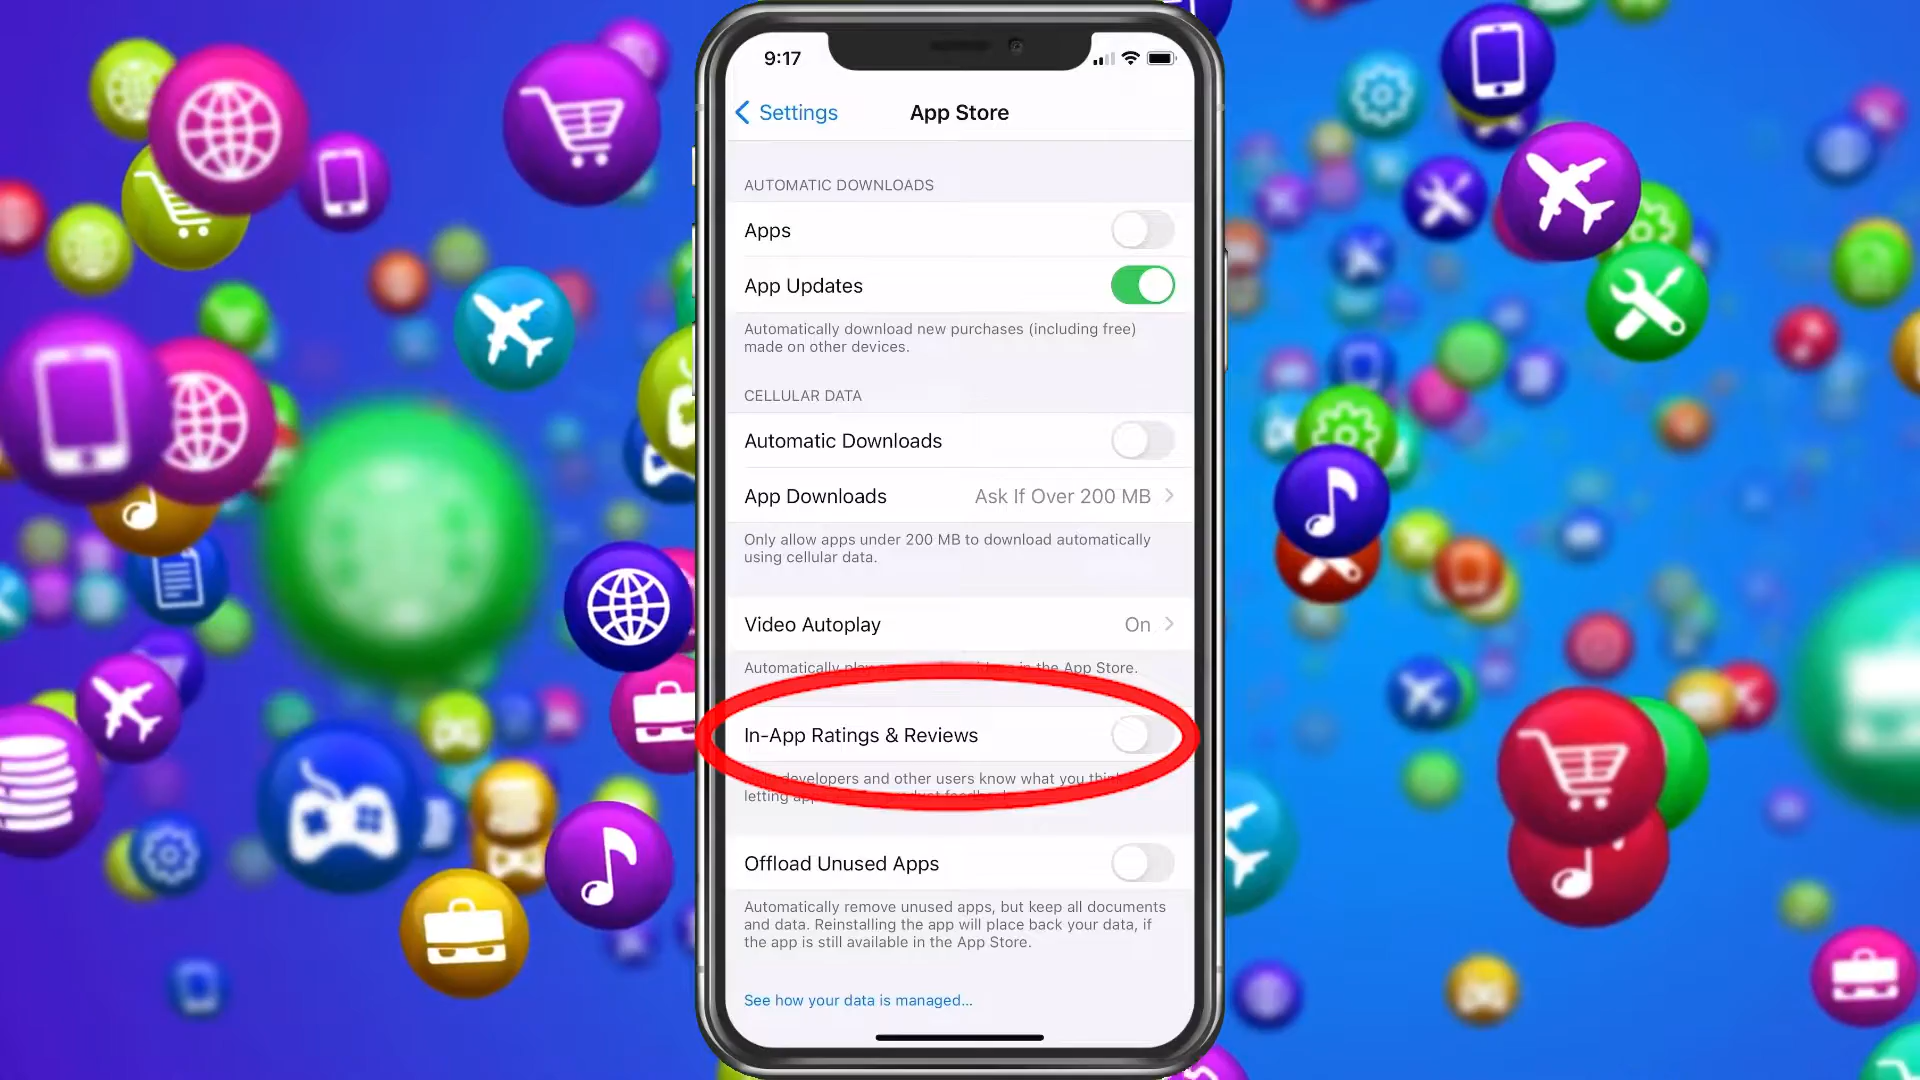 9:17
Settings
App Store
AUTOMATIC DOWNLOADS
Apps
App Updates
Automatically download new purchases (including free)
made on other devices.
CELLULAR DATA
Automatic Downloads
App Downloads Ask If Over 200 MB
Only allow apps under 200 MB to download automatically
using cellular data.
Video Autoplay On
Automatically in the App Store.
In-App Ratings & Reviews
developers and other users know what you
letting
Offload Unused Apps
Automatically remove unused apps, but keep all documents
and data. Reinstalling the app will place back your data, if
the app is still available in the App Store.
See how your data is managed...